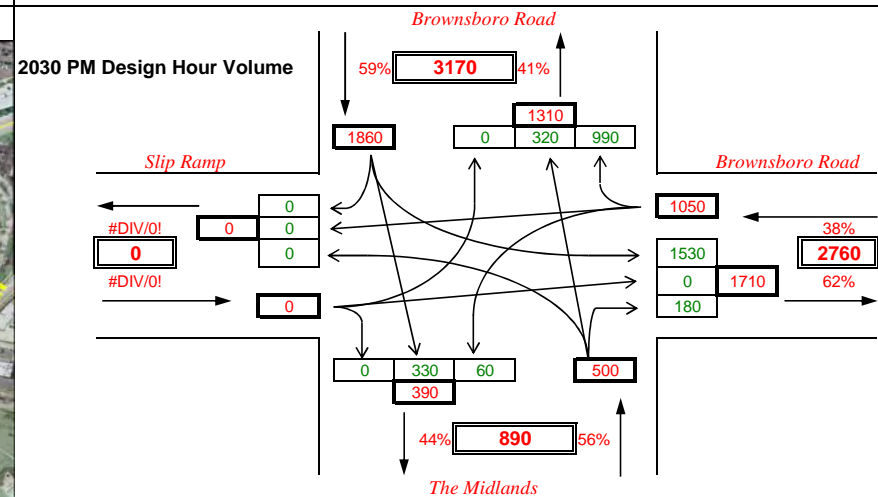 Brownsboro Road
2030 PM Design Hour Volume
59% 3170 41%
1310
1860 0 320 990
Slip Ramp
Brownsboro Road
0 1050
#DIV/0! 0 0 38%
0 0 1530 2760
#DIV/0! 0 1710 62%
0 180
0 330 60 500
390
44% 890 56%
The Midlands